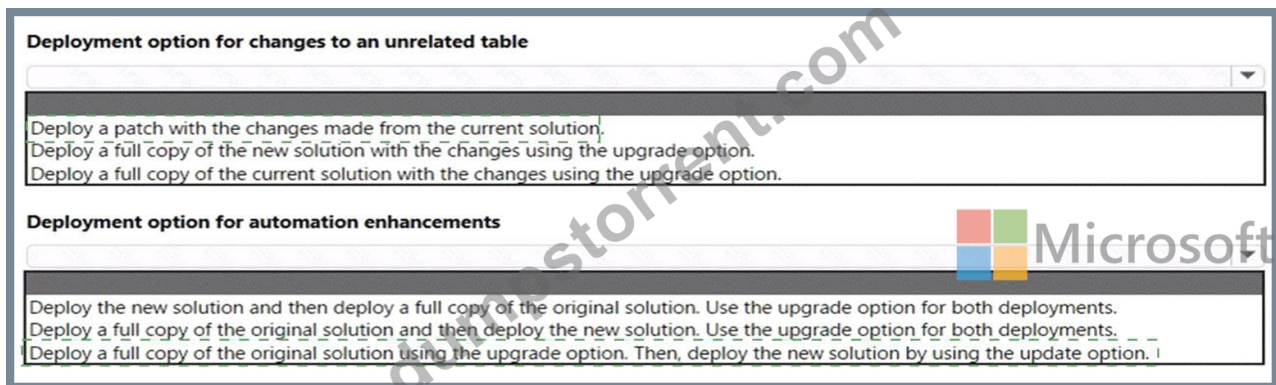 Deployment option for changes to an unrelated table
Deploy a patch with the changes made from the current solution.
Deploy a full copy of the new solution with the changes using the upgrade option.
Deploy a full copy of the current solution with the changes using the upgrade option.
Deployment option for automation enhancements
Microsoft
Deploy the new solution and then deploy a full copy of the original solution. Use the upgrade option for both deployments.
Deploy a full copy of the original solution and then deploy the new solution. Use the upgrade option for both deployments.
Deploy a full copy of the original solution using the upgrade option. Then, deploy the new solution by using the update option.
dumpstorrent.com